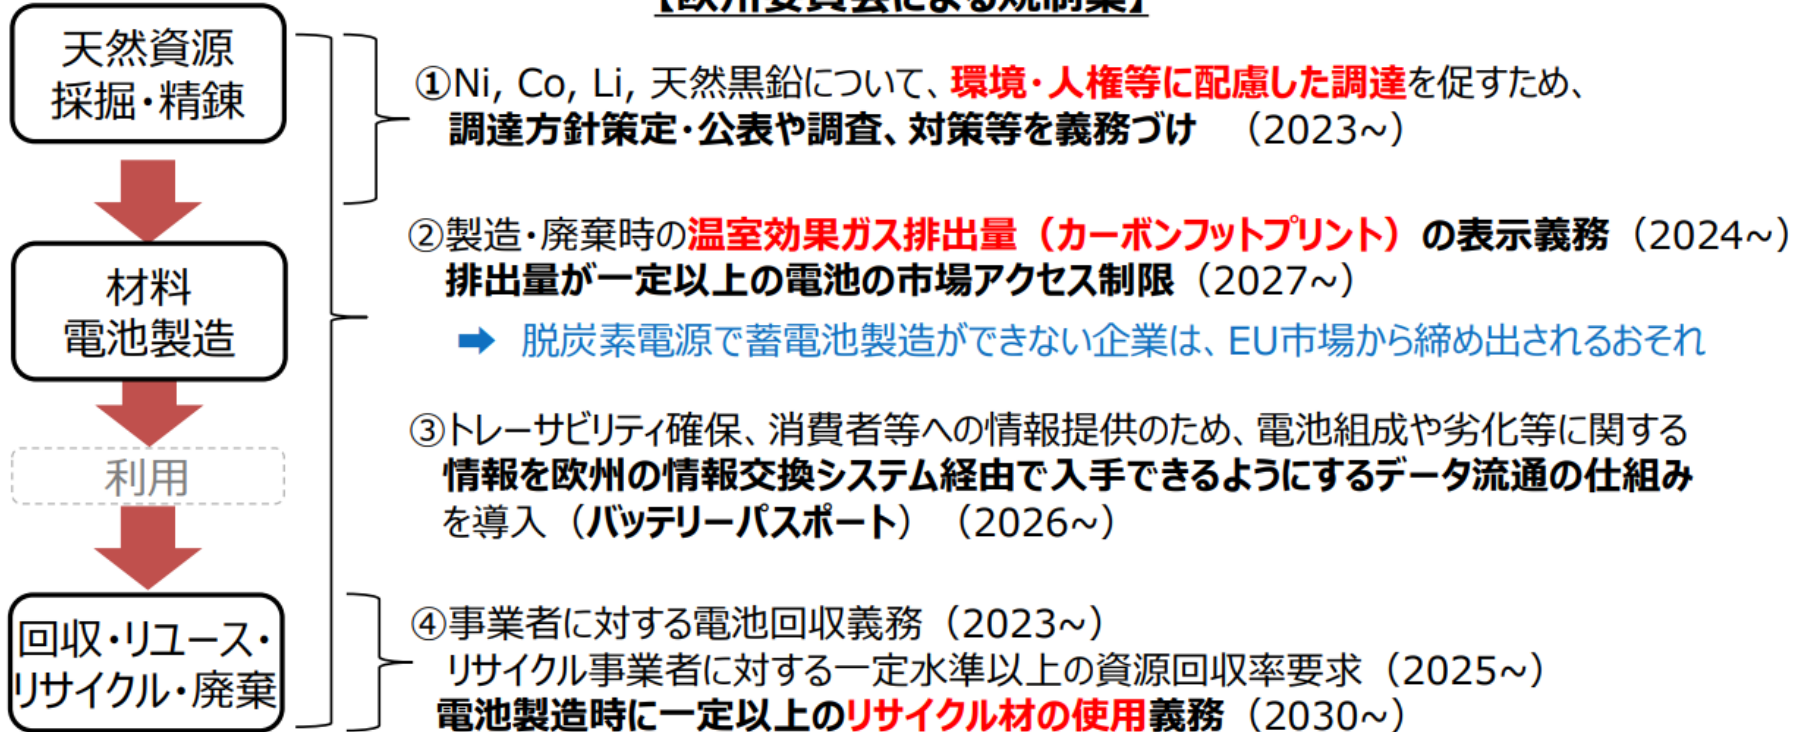 【欧州委員会による規制案】
天然資源
採掘・精錬
①Ni, Co, Li, 天然黒鉛について、環境・人権等に配慮した調達を促すため、
調達方針策定・公表や調査、対策等を義務づけ （2023~）
②製造・廃棄時の温室効果ガス排出量（カーボンフットプリント）の表示義務（2024~）
排出量が一定以上の電池の市場アクセス制限（2027~）
材料
電池製造
➡ 脱炭素電源で蓄電池製造ができない企業は、EU市場から締め出されるおそれ
③トレーサビリティ確保、消費者等への情報提供のため、電池組成や劣化等に関する
情報を欧州の情報交換システム経由で入手できるようにするデータ流通の仕組み
を導入（バッテリーパスポート）（2026~）
利用
④事業者に対する電池回収義務（2023~）
リサイクル事業者に対する一定水準以上の資源回収率要求（2025~）
電池製造時に一定以上のリサイクル材の使用義務（2030~）
回収・リユース・
リサイクル・廃棄